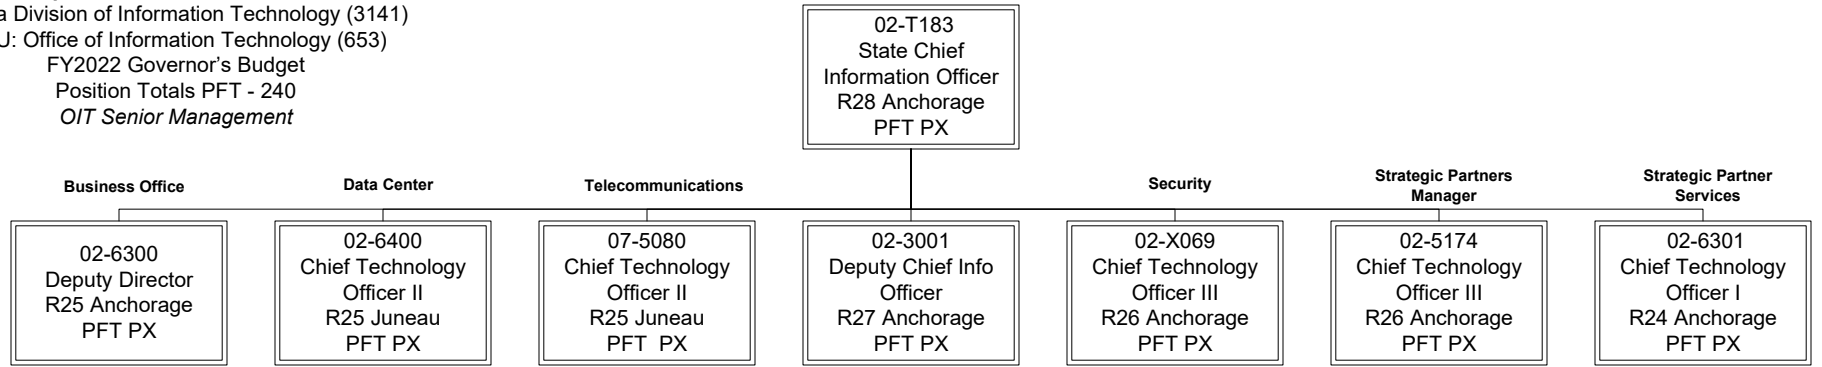 a Division of Information Technology (3141)
U: Office of Information Technology (653)
FY2022 Governor's Budget
Position Totals PFT - 240
OIT Senior Management
02-T183
State Chief
Information Officer
R28 Anchorage
PFT PX
Business Office
Data Center
Telecommunications
Security
Strategic Partners
Manager
Strategic Partner
Services
02-6300
Deputy Director
R25 Anchorage
PFT PX
02-6400
Chief Technology
Officer II
R25 Juneau
PFT PX
07-5080
Chief Technology
Officer II
R25 Juneau
PFT  PX
02-3001
Deputy Chief Info
Officer
R27 Anchorage
PFT PX
02-X069
Chief Technology
Officer III
R26 Anchorage
PFT PX
02-5174
Chief Technology
Officer III
R26 Anchorage
PFT PX
02-6301
Chief Technology
Officer I
R24 Anchorage
PFT PX